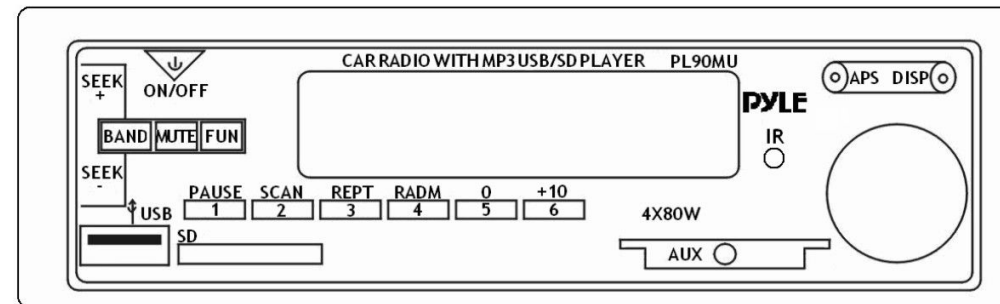 CAR RADIO WITH MP3 USB/SD PLAYER PL90MU
SEEK
+
ON/OFF
APS DISP
PYLE
BAND MUTE FUN
IR
SEEK
-
PAUSE SCAN REPT RADM 0 +10
1 2 3 4 5 6
USB
4X80W
SD
AUX